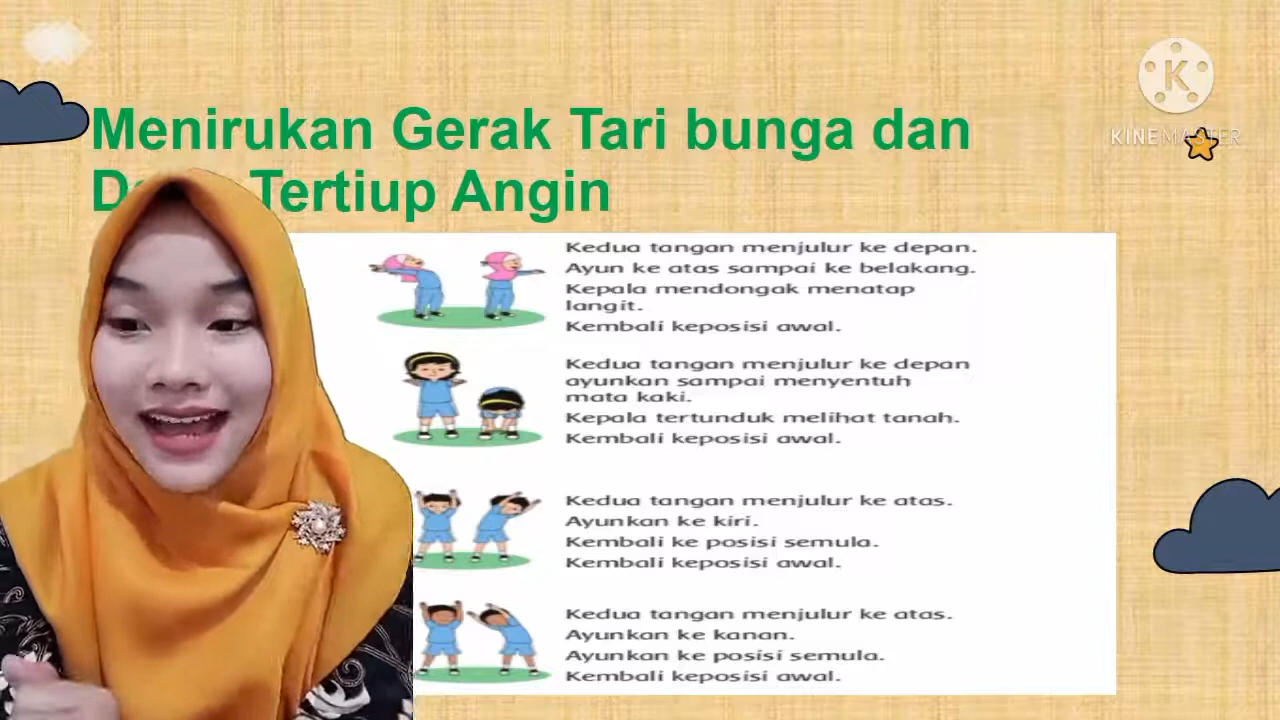 Menirukan Gerak Tari bunga dan
Tertiup Angin
Kedua tangan menjulur ke depan.
Ayun ke atas sampai ke belakang.
Kepala mendongak menatap
langit.
Kembali keposisi awal.
Kedua tangan menjulur ke depan
ayunkan sampai menyentuh
mata kaki.
Kepala tertunduk melihat tanah.
Kembali keposisi awal.
Kedua tangan menjulur ke atas.
Ayunkan ke kiri.
Kembali ke posisi semula.
Kembali keposisi awal.
Kedua tangan menjulur ke atas.
Ayunkan ke kanan.
Ayunkan ke posisi semula.
Kembali keposisi awal.
K
KINEMASTER